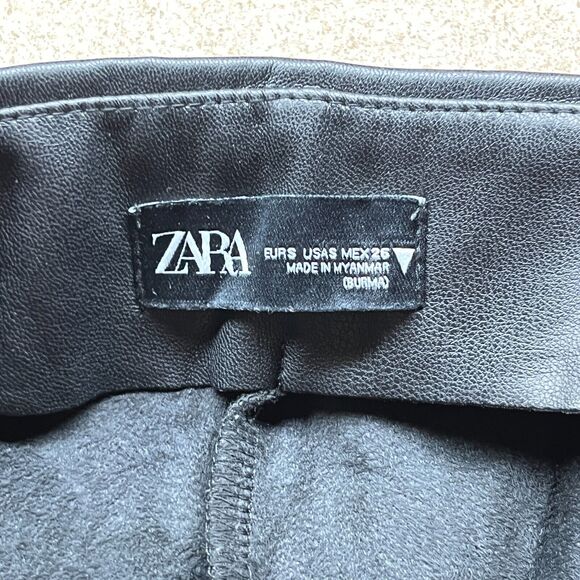 ZARA
EUR S USA S MEX 26
MADE IN MYANMAR
(BURMA)